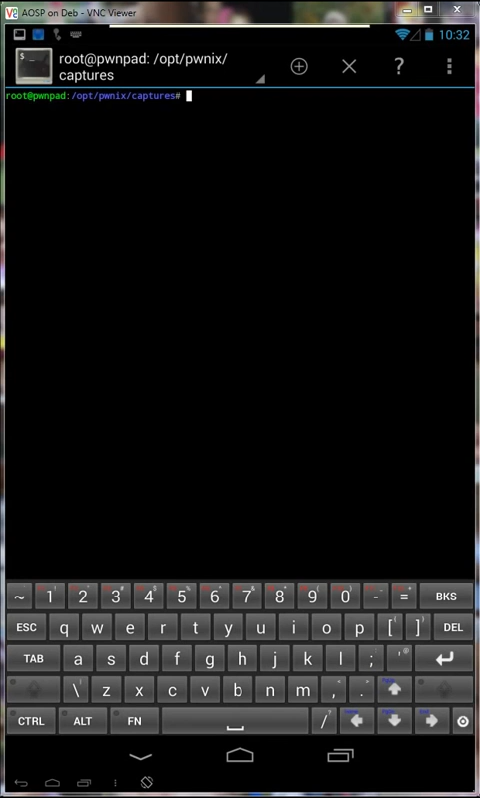 AOSP on Deb - VNC Viewer
10:32
root@pwnpad: /opt/pwnix/
captures
?
root@pwnpad:/opt/pwnix/captures#
~ 1 2 3 4 5 6 7 8 9 0 - = BKS
ESC q w e r t y u i o p [ ] DEL
TAB a s d f g h j k l ; '
\ z x c v b n m , .
CTRL ALT FN /